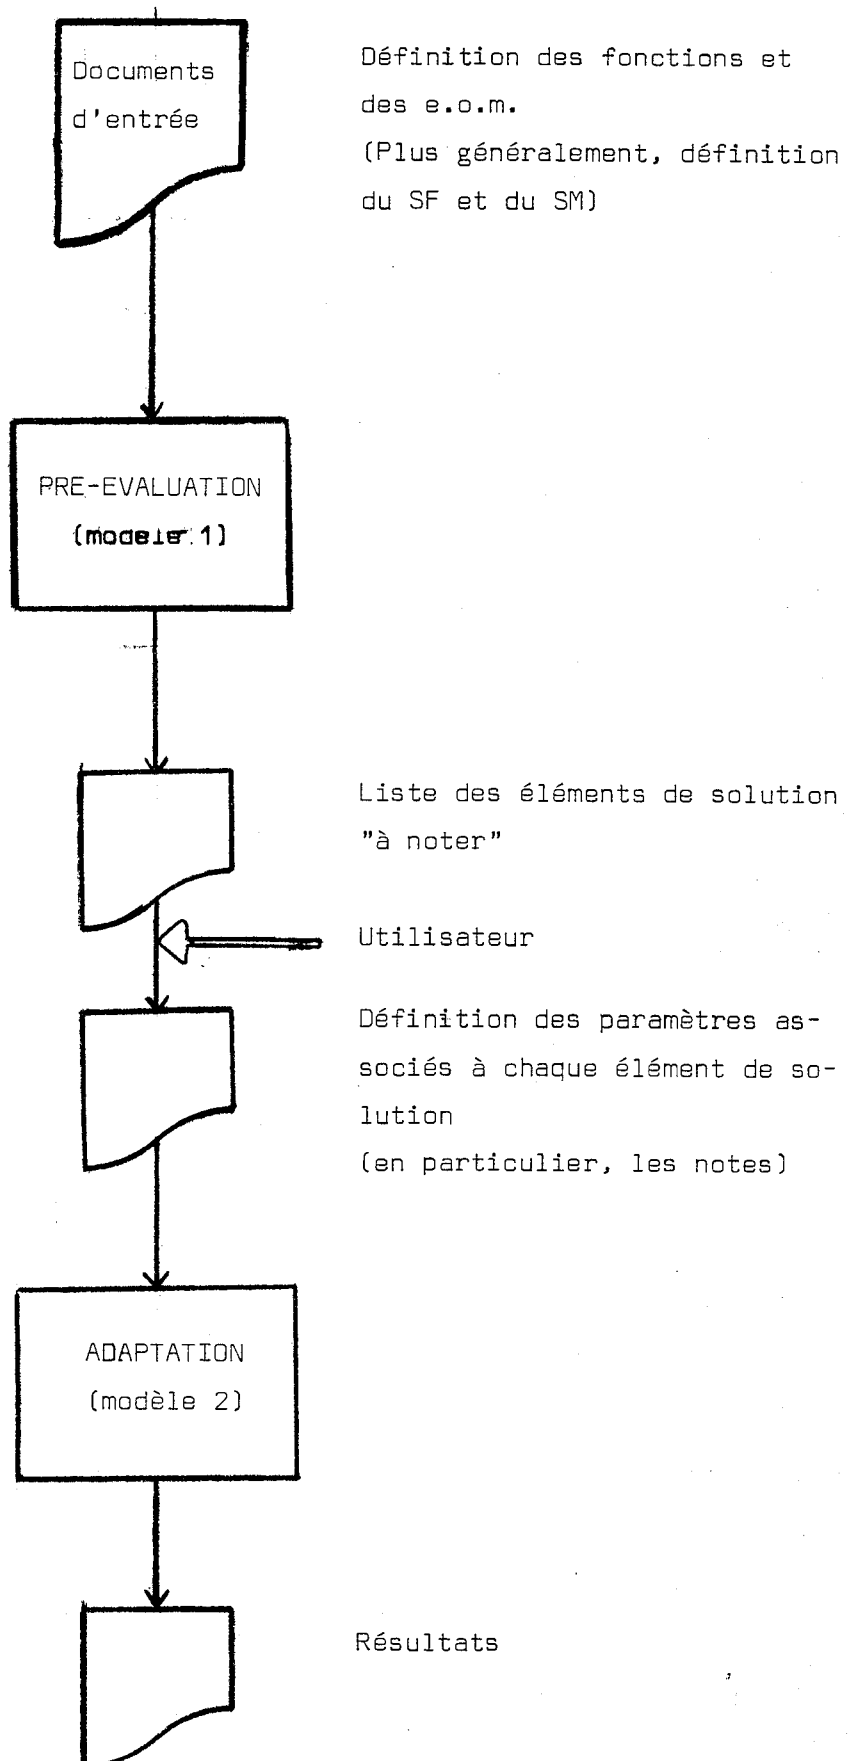 Documents
d'entrée
Définition des fonctions et
des e.o.m.
(Plus généralement, définition
du SF et du SM)
PRE-EVALUATION
(modèle 1)
Liste des éléments de solution
"à noter"
Utilisateur
Définition des paramètres as-
sociés à chaque élément de so-
lution
(en particulier, les notes)
ADAPTATION
(modèle 2)
Résultats